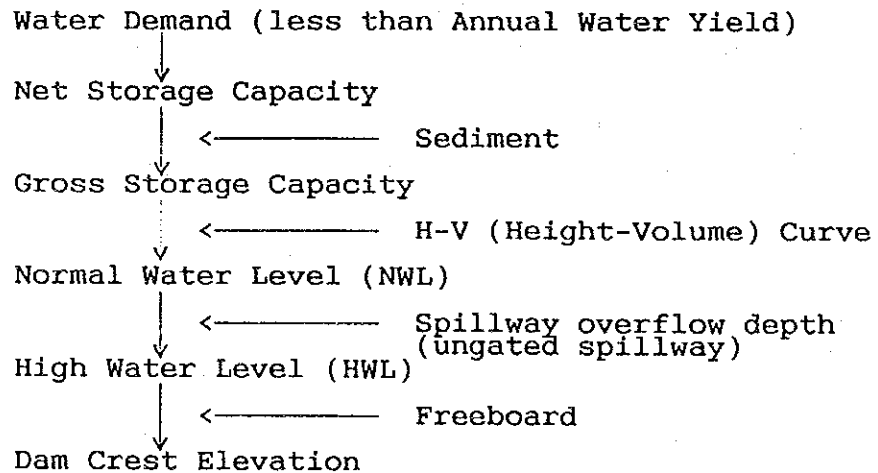 Water Demand (less than Annual Water Yield)
Net Storage Capacity
Sediment
Gross Storage Capacity
H-V (Height-Volume) Curve
Normal Water Level (NWL)
Spillway overflow depth
(ungated spillway)
High Water Level (HWL)
Freeboard
Dam Crest Elevation